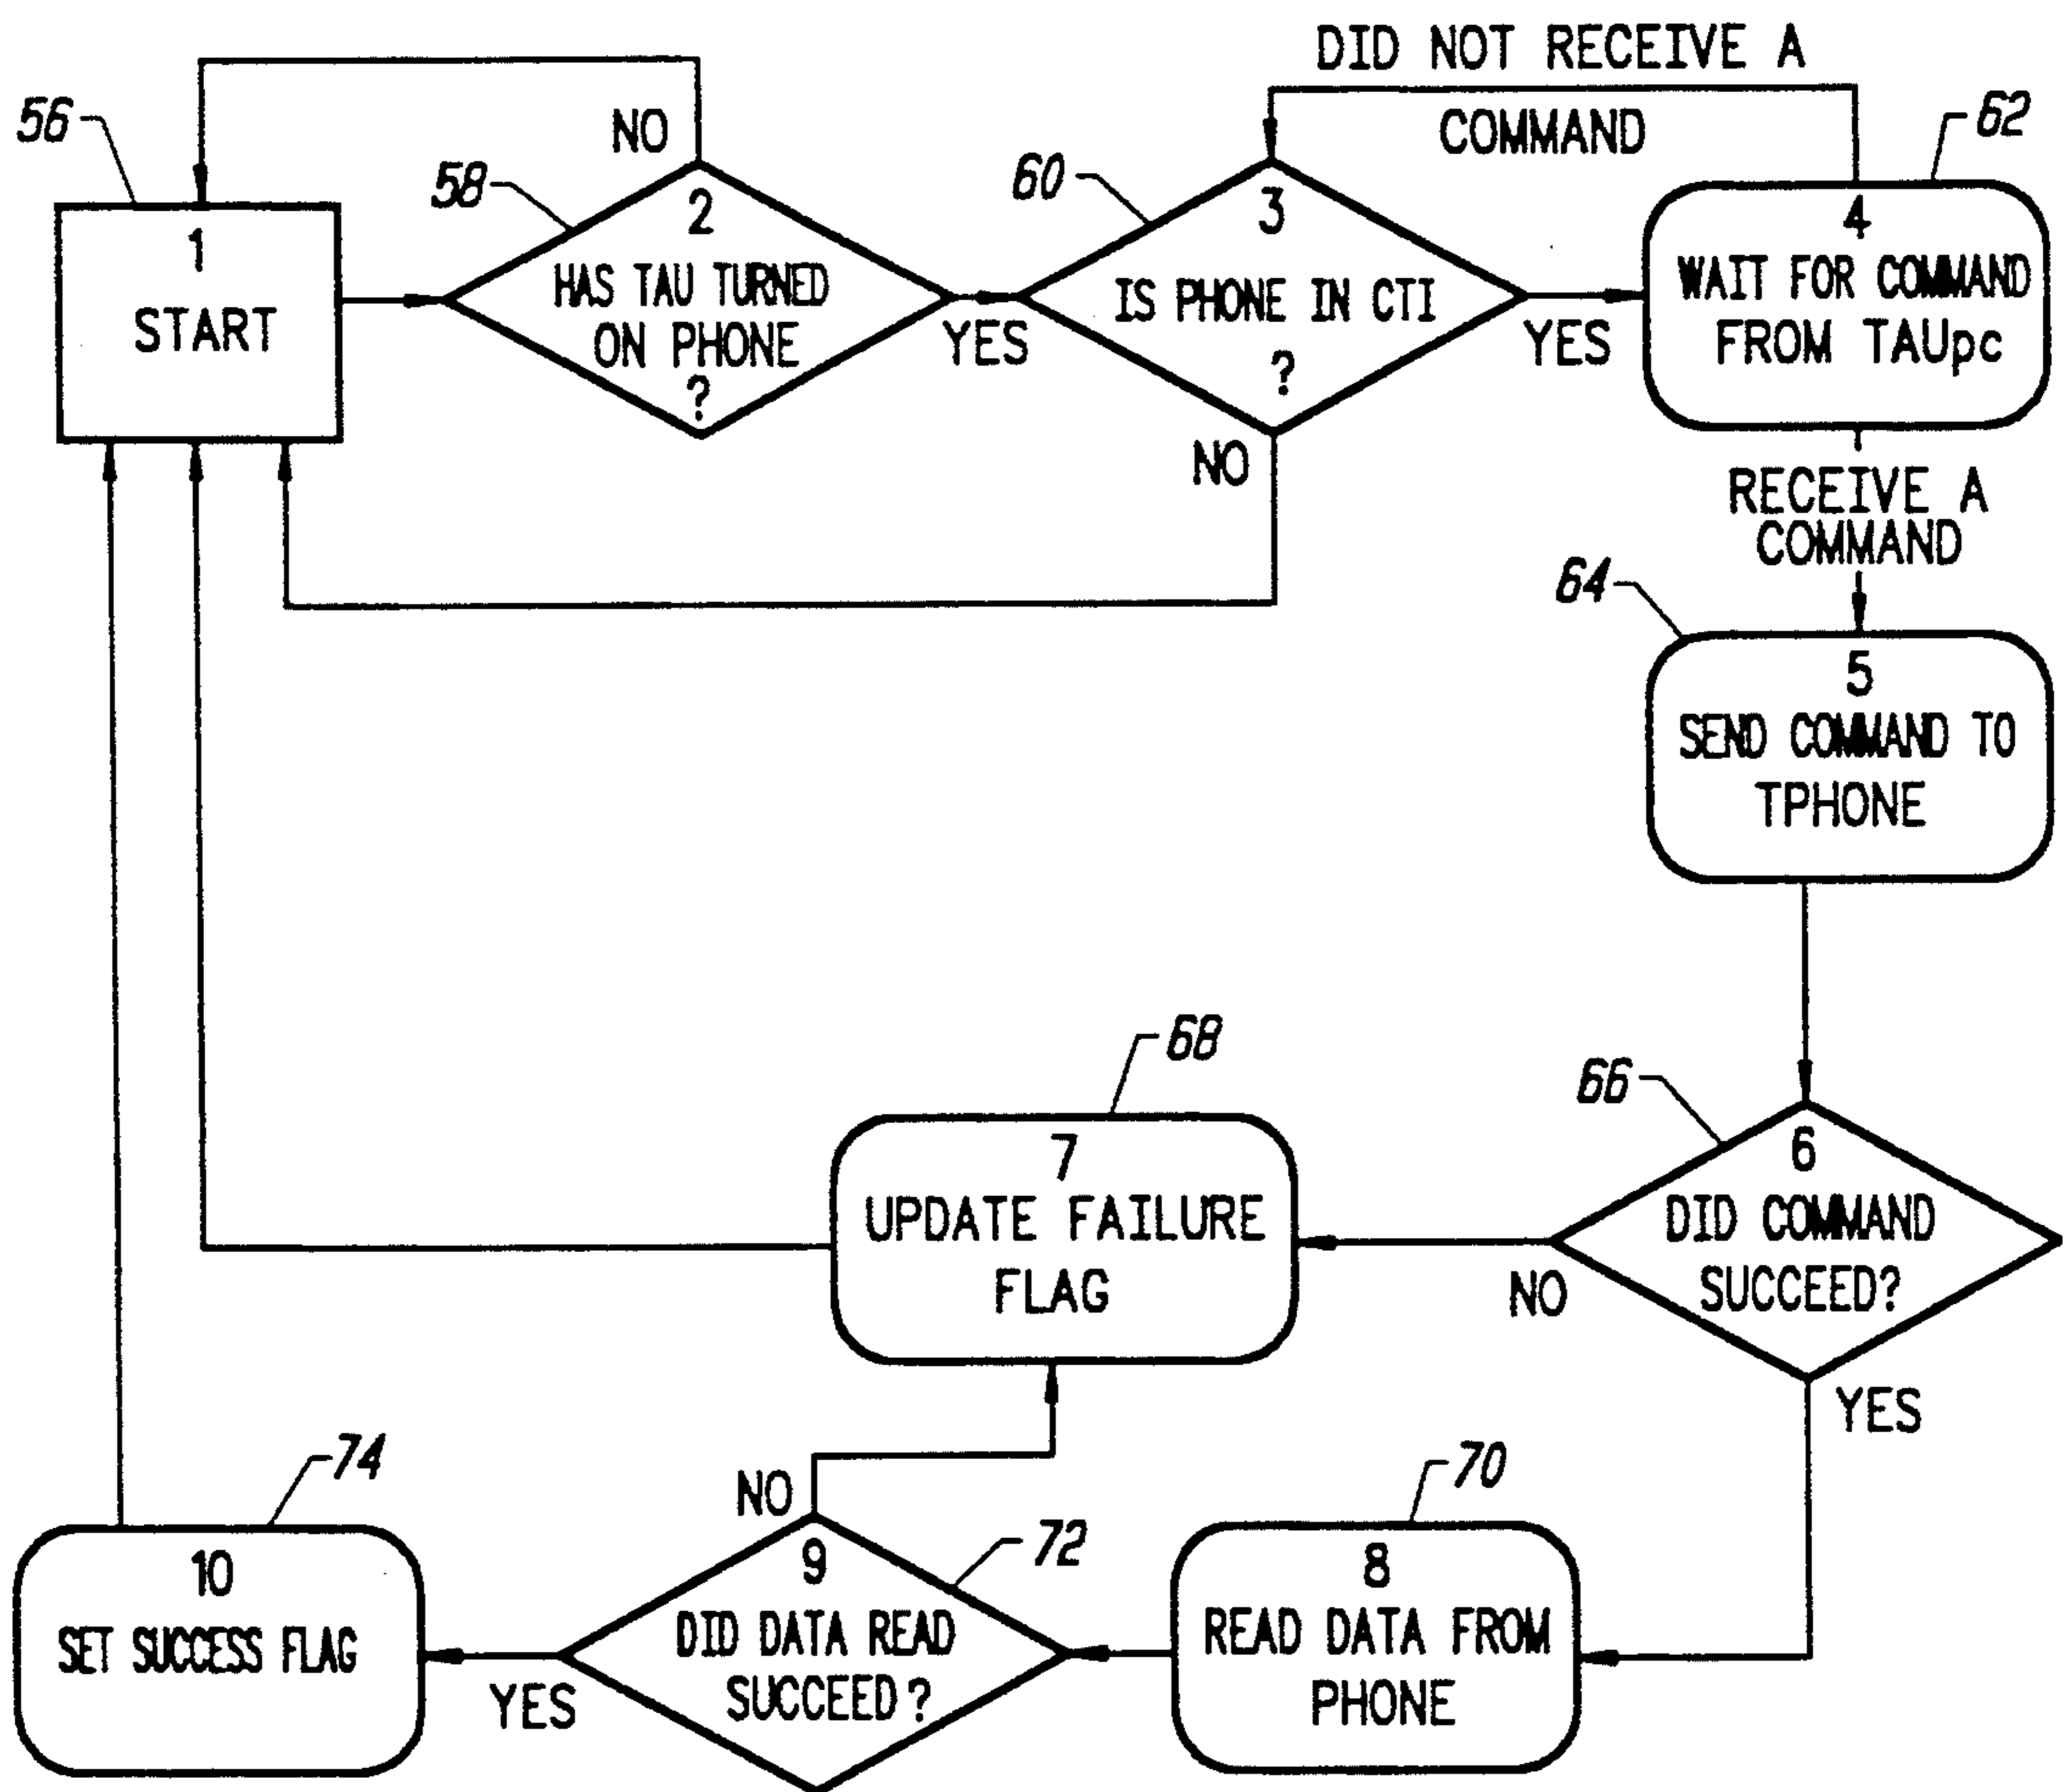 DID NOT RECEIVE A
COMMAND
56
NO
58
60
62
1
START
2
HAS TAU TURNED
ON PHONE
?
YES
3
IS PHONE IN CTI
?
YES
NO
4
WAIT FOR COMMAND
FROM TAUpc
RECEIVE A
COMMAND
64
5
SEND COMMAND TO
TPHONE
66
6
DID COMMAND
SUCCEED?
NO
YES
68
7
UPDATE FAILURE
FLAG
70
8
READ DATA FROM
PHONE
72
NO
9
DID DATA READ
SUCCEED?
YES
74
10
SET SUCCESS FLAG